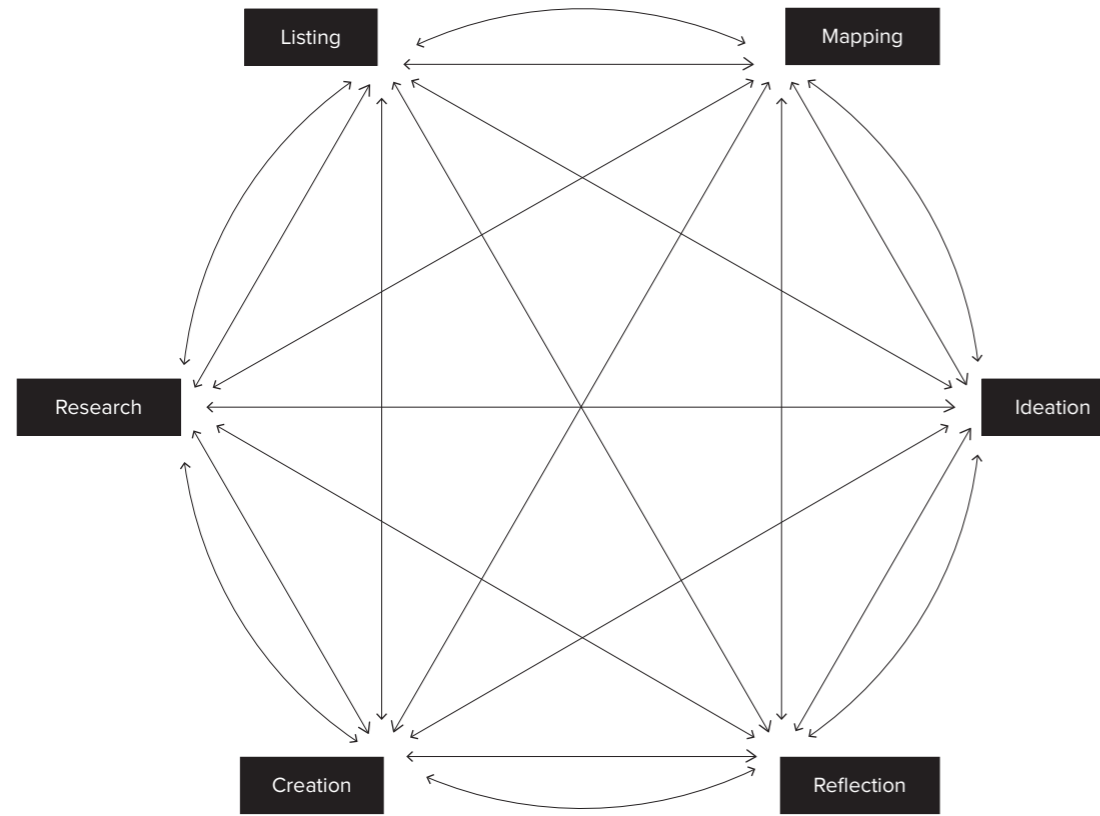 Listing
Mapping
Research
Ideation
Creation
Reflection